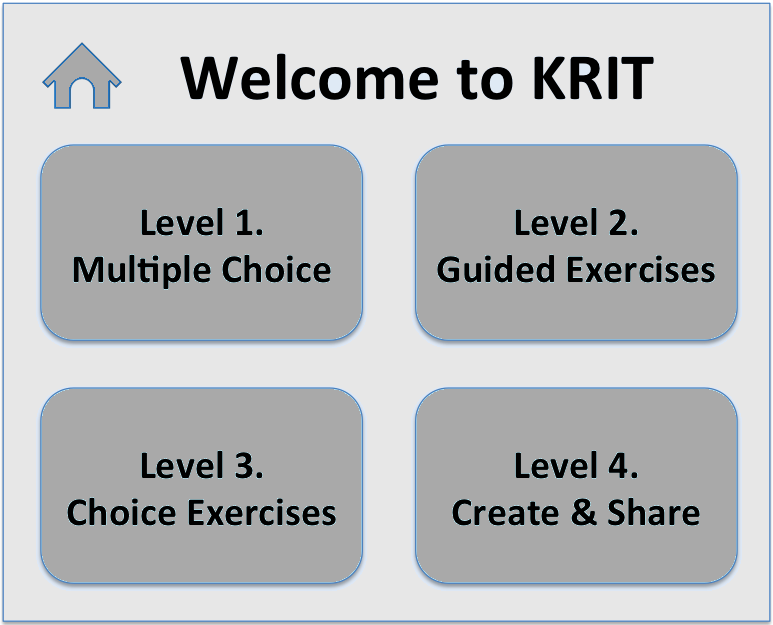 Welcome to KRIT
Level 1.
Multiple Choice
Level 2.
Guided Exercises
Level 3.
Choice Exercises
Level 4.
Create & Share